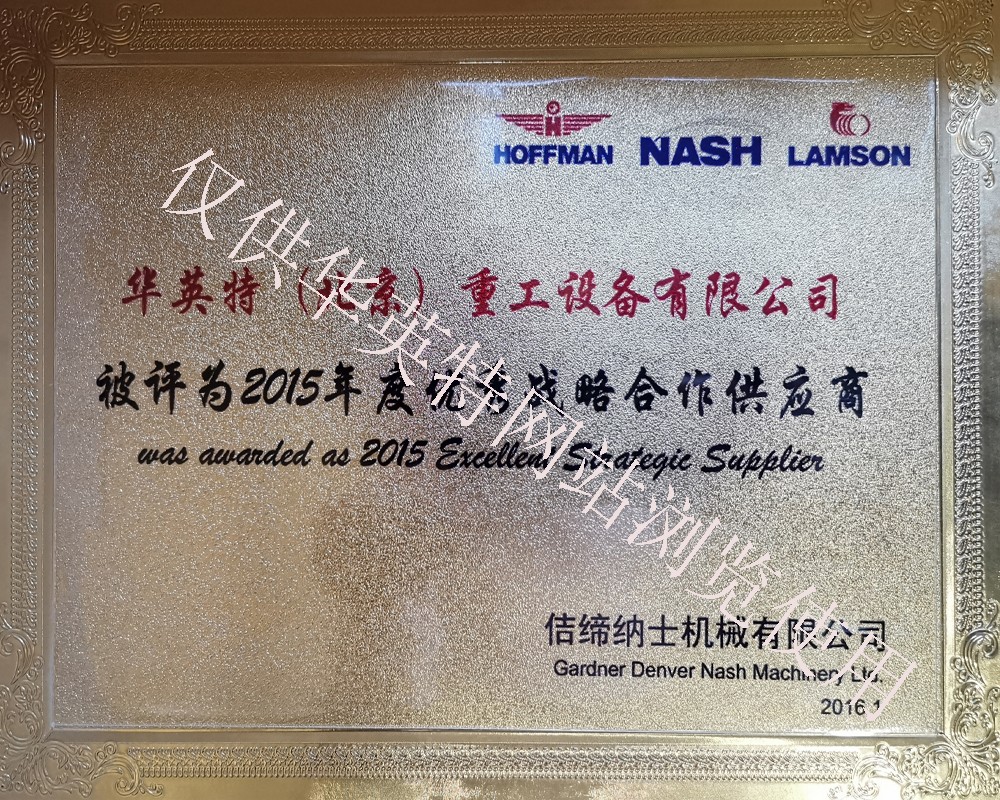 HOFFMAN NASH LAMSON
华英特（北京）重工设备有限公司
被评为2015年度优秀战略合作供应商
was awarded as 2015 Excellent Strategic Supplier
佶缔纳士机械有限公司
Gardner Denver Nash Machinery Ltd.
2016.1
仅供华英特网站浏览使用